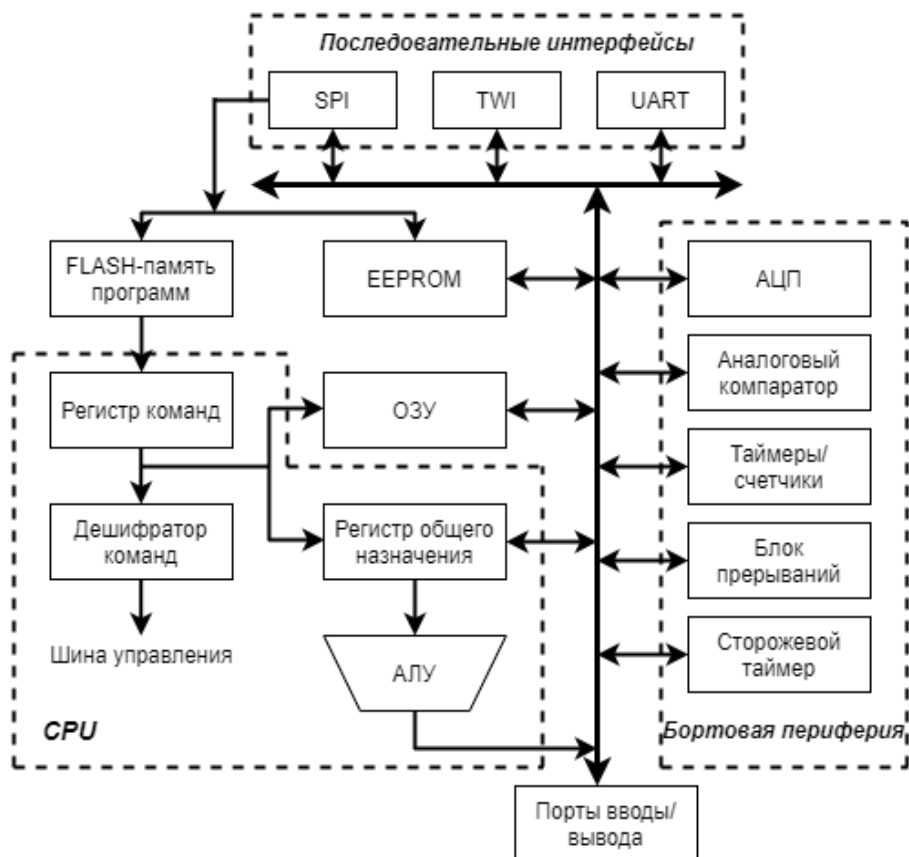 Последовательные интерфейсы
SPI
TWI
UART
FLASH-память
программ
EEPROM
АЦП
Аналоговый
компаратор
Регистр команд
ОЗУ
Таймеры/
счетчики
Дешифратор
команд
Регистр общего
назначения
Блок
прерываний
Шина управления
АЛУ
Сторожевой
таймер
CPU
Бортовая периферия
Порты вводы/
вывода